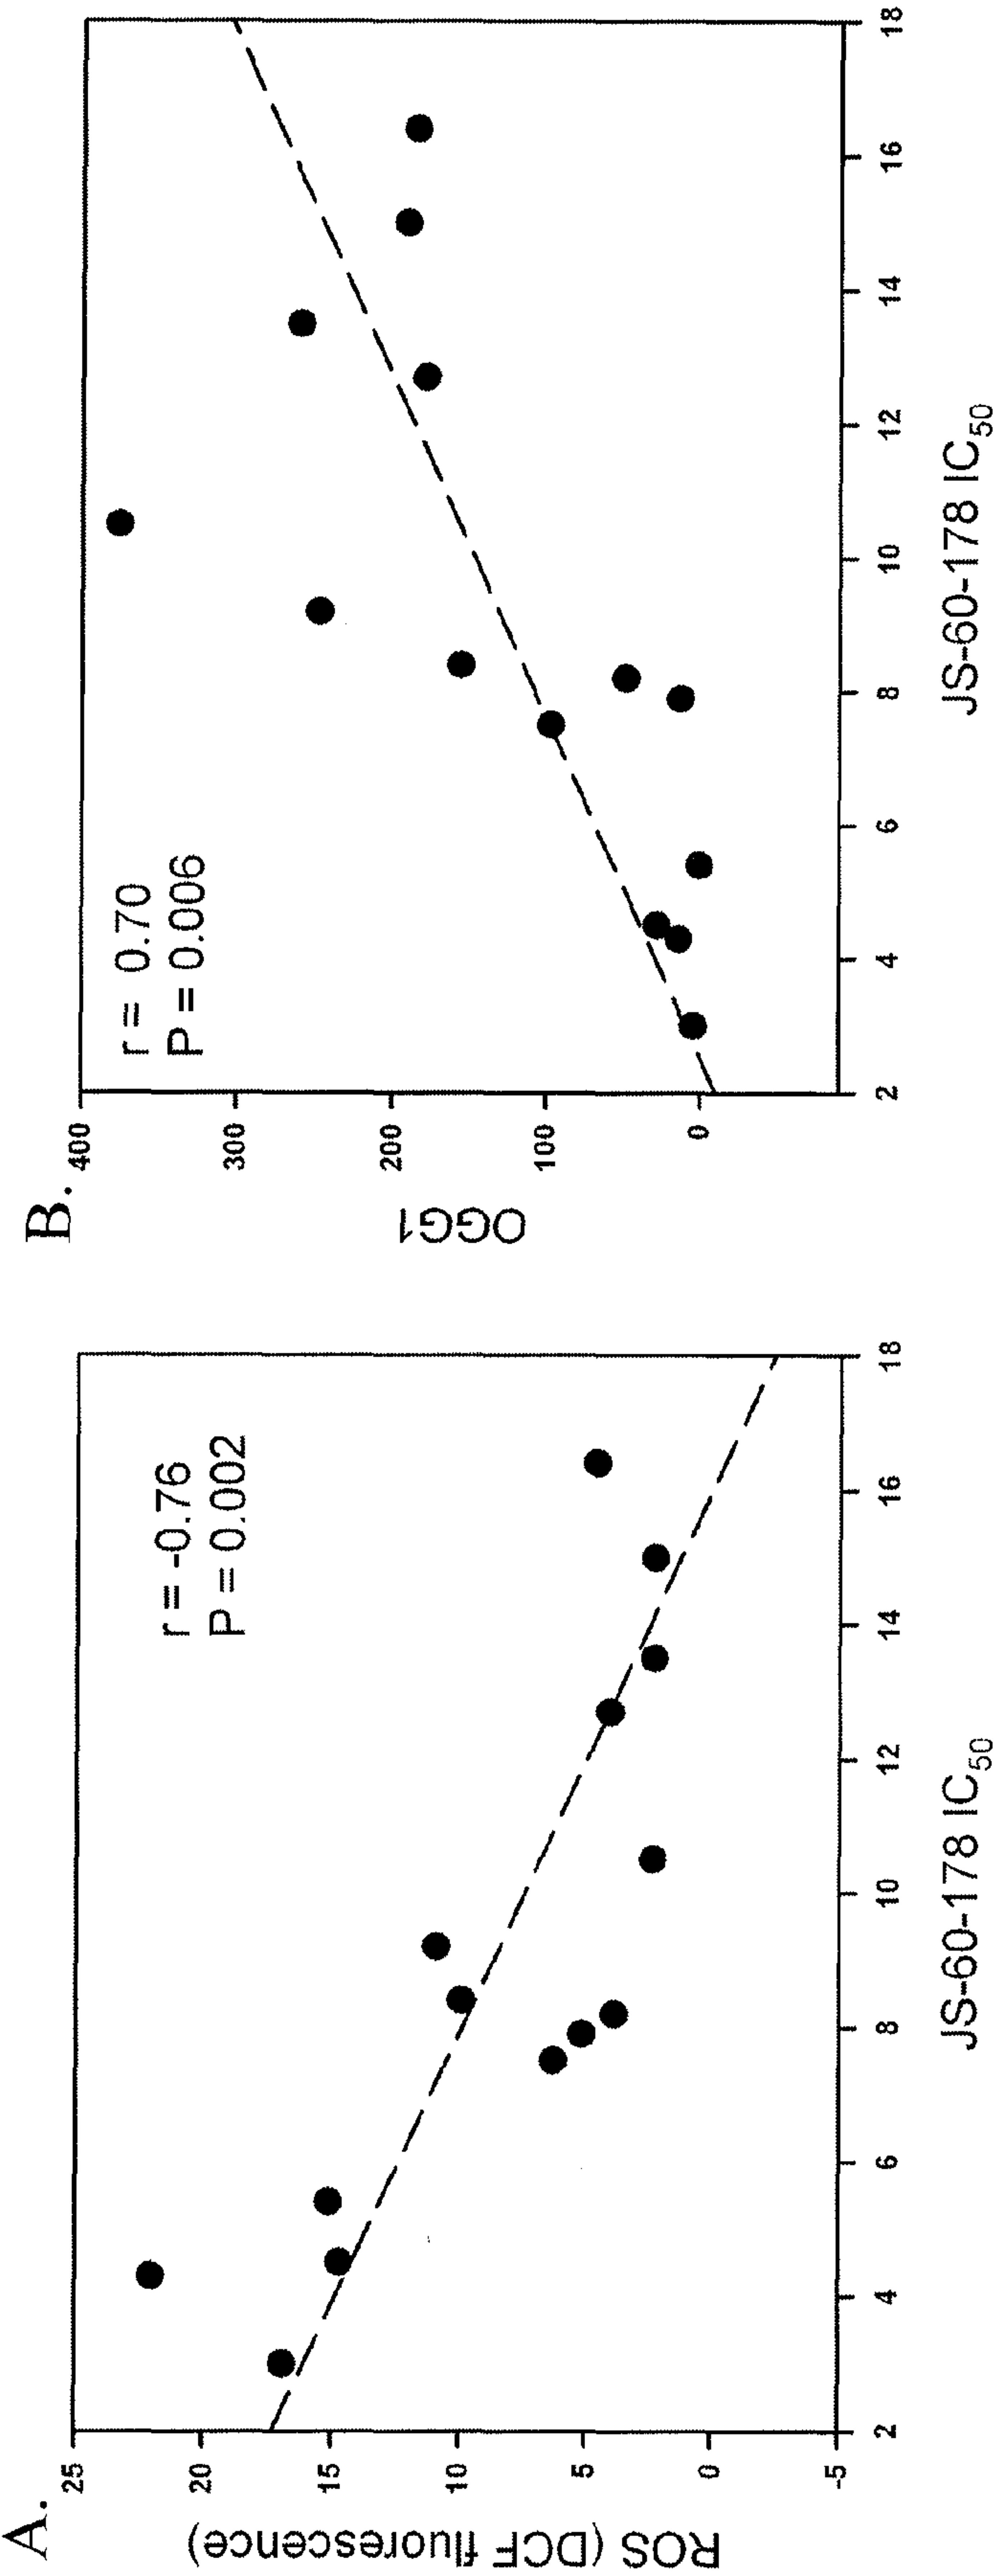 A.
ROS (DCF fluorescence)
25
20
15
10
5
0
-5
r = -0.76
P = 0.002
2 4 6 8 10 12 14 16 18
JS-60-178 IC50
B.
OGG1
400
300
200
100
0
r = 0.70
P = 0.006
2 4 6 8 10 12 14 16 18
JS-60-178 IC50